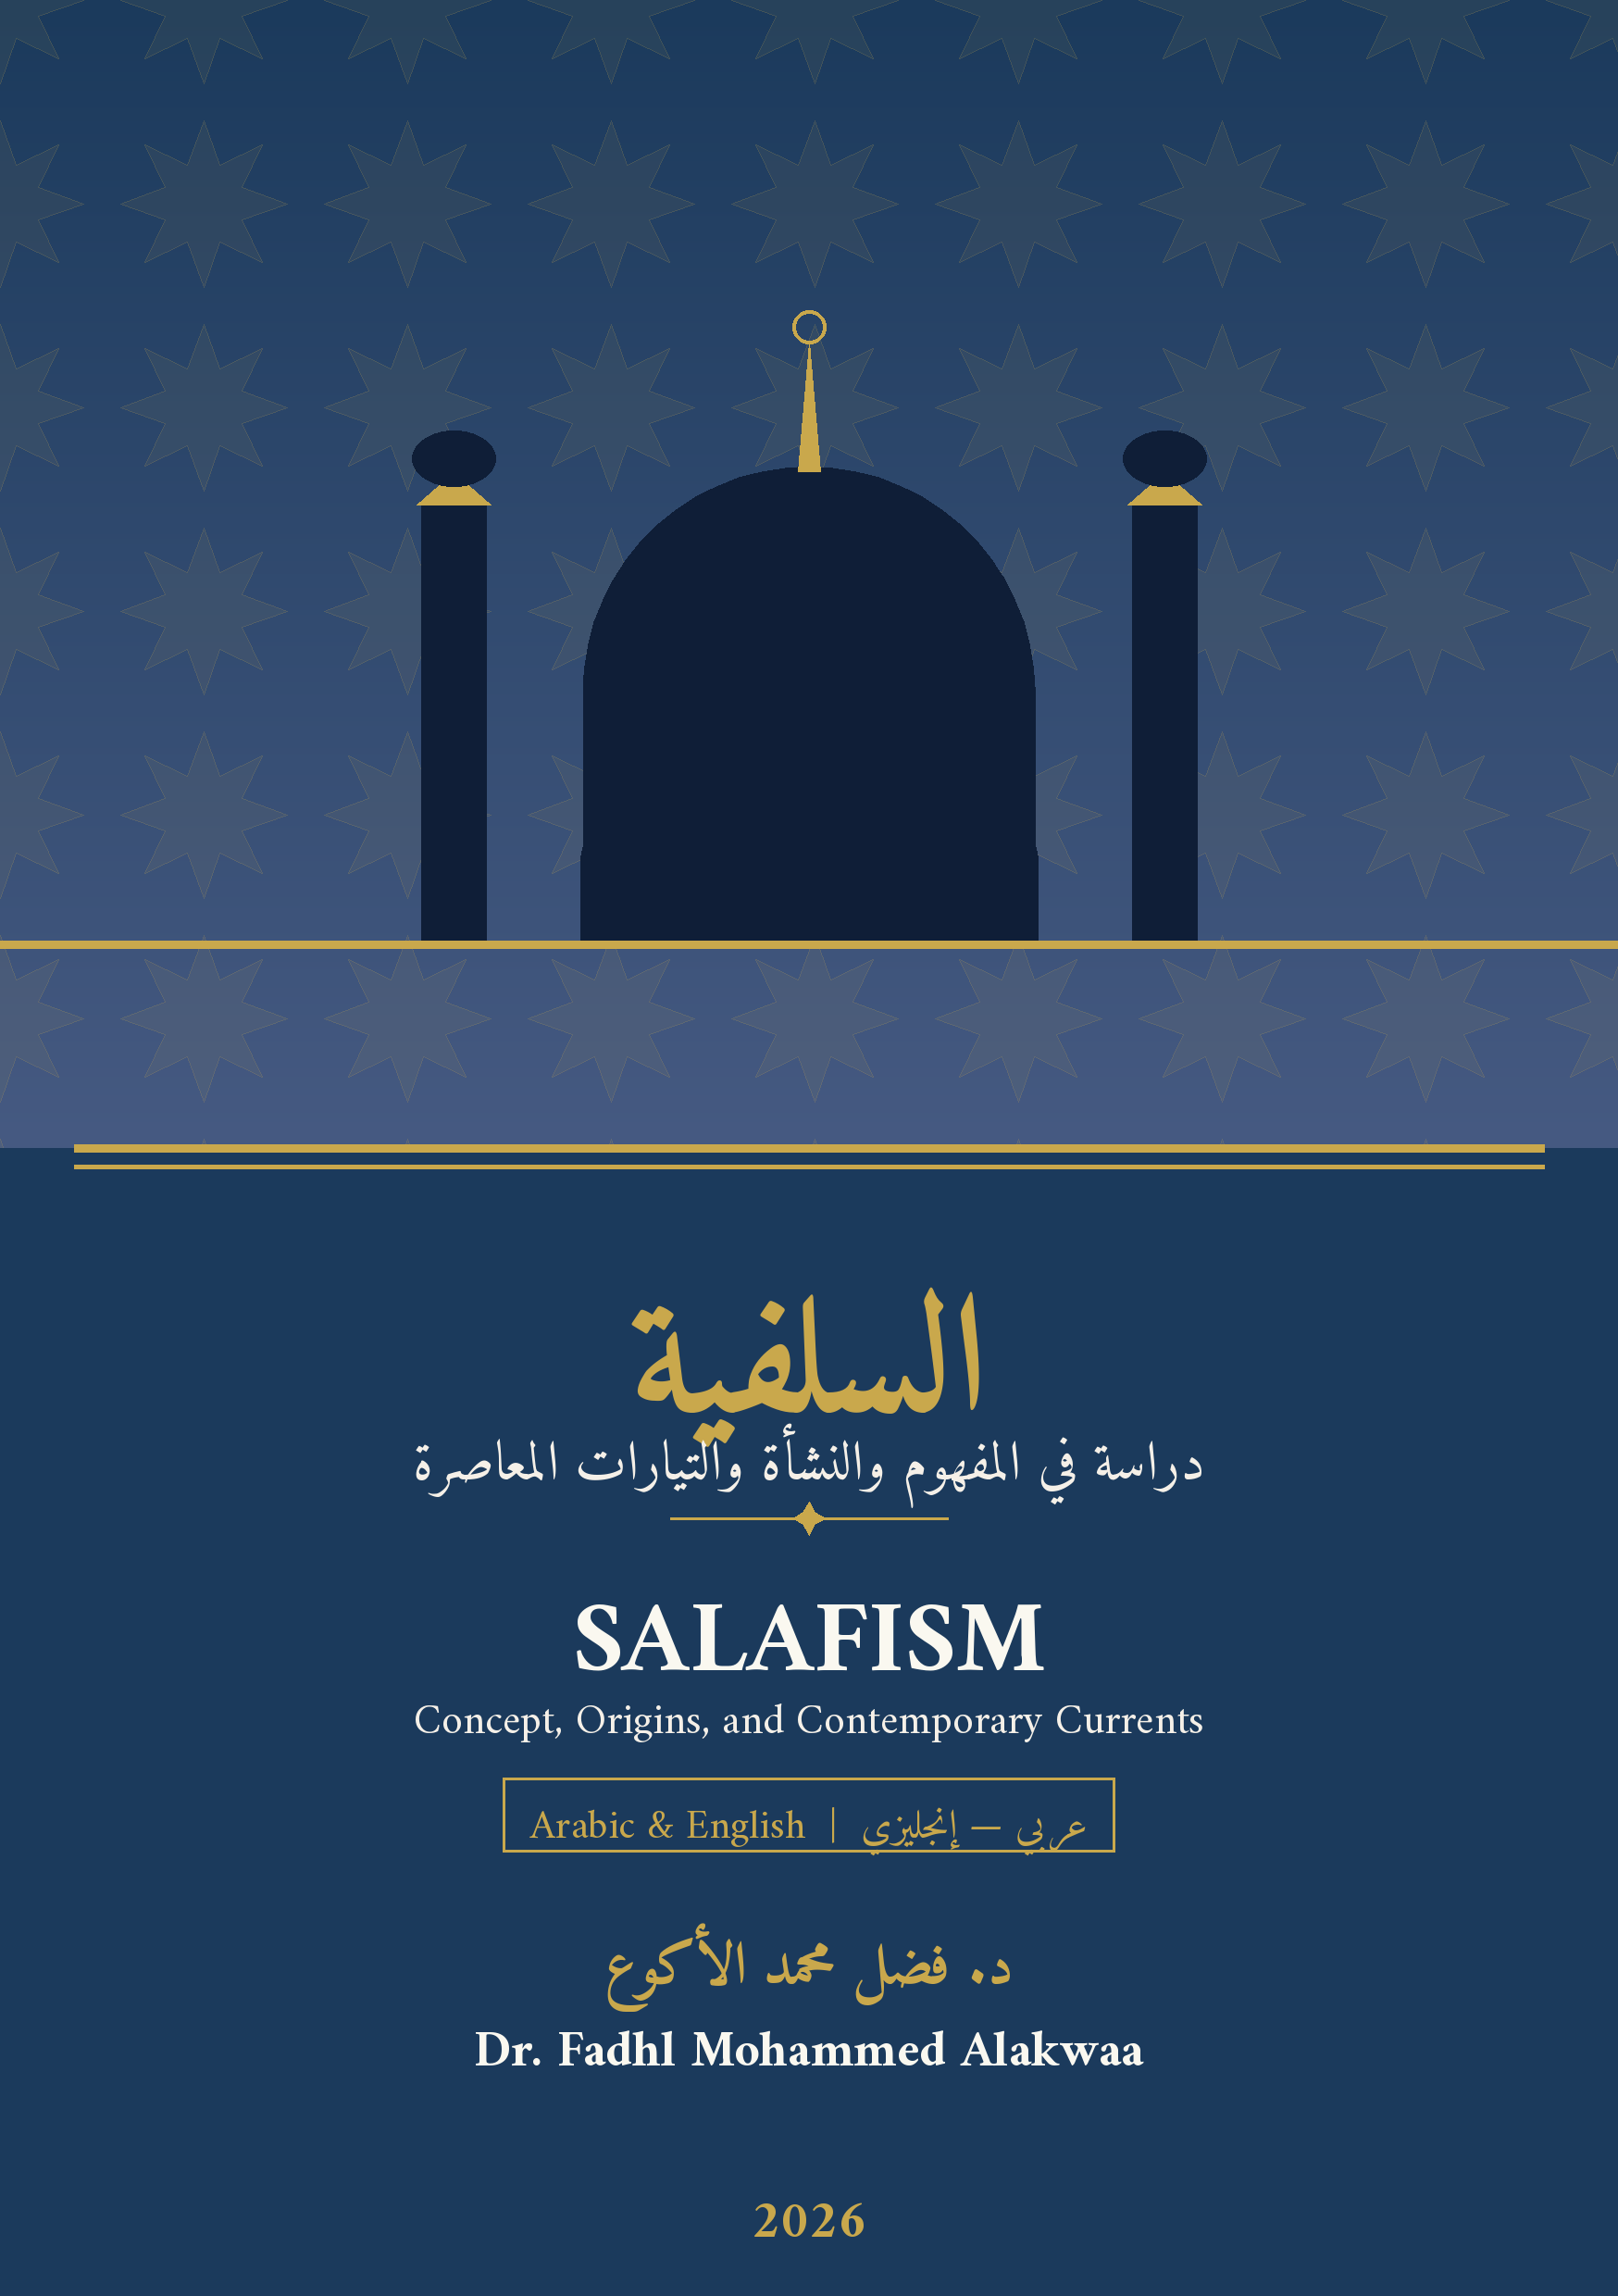 السلفية
دراسة في المفهوم والنشأة والتيارات المعاصرة
SALAFISM
Concept, Origins, and Contemporary Currents
Arabic & English | عربي — إنجليزي
د. فضل محمد الأكوع
Dr. Fadhl Mohammed Alakwaa
2026